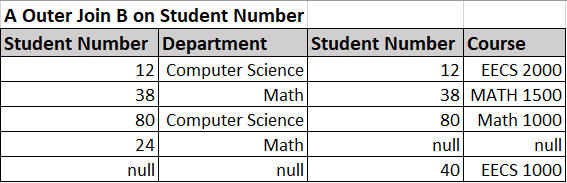 A Outer Join B on Student Number
Student Number Department Student Number Course
12 Computer Science 12 EECS 2000
38 Math 38 MATH 1500
80 Computer Science 80 Math 1000
24 Math null null
null null 40 EECS 1000